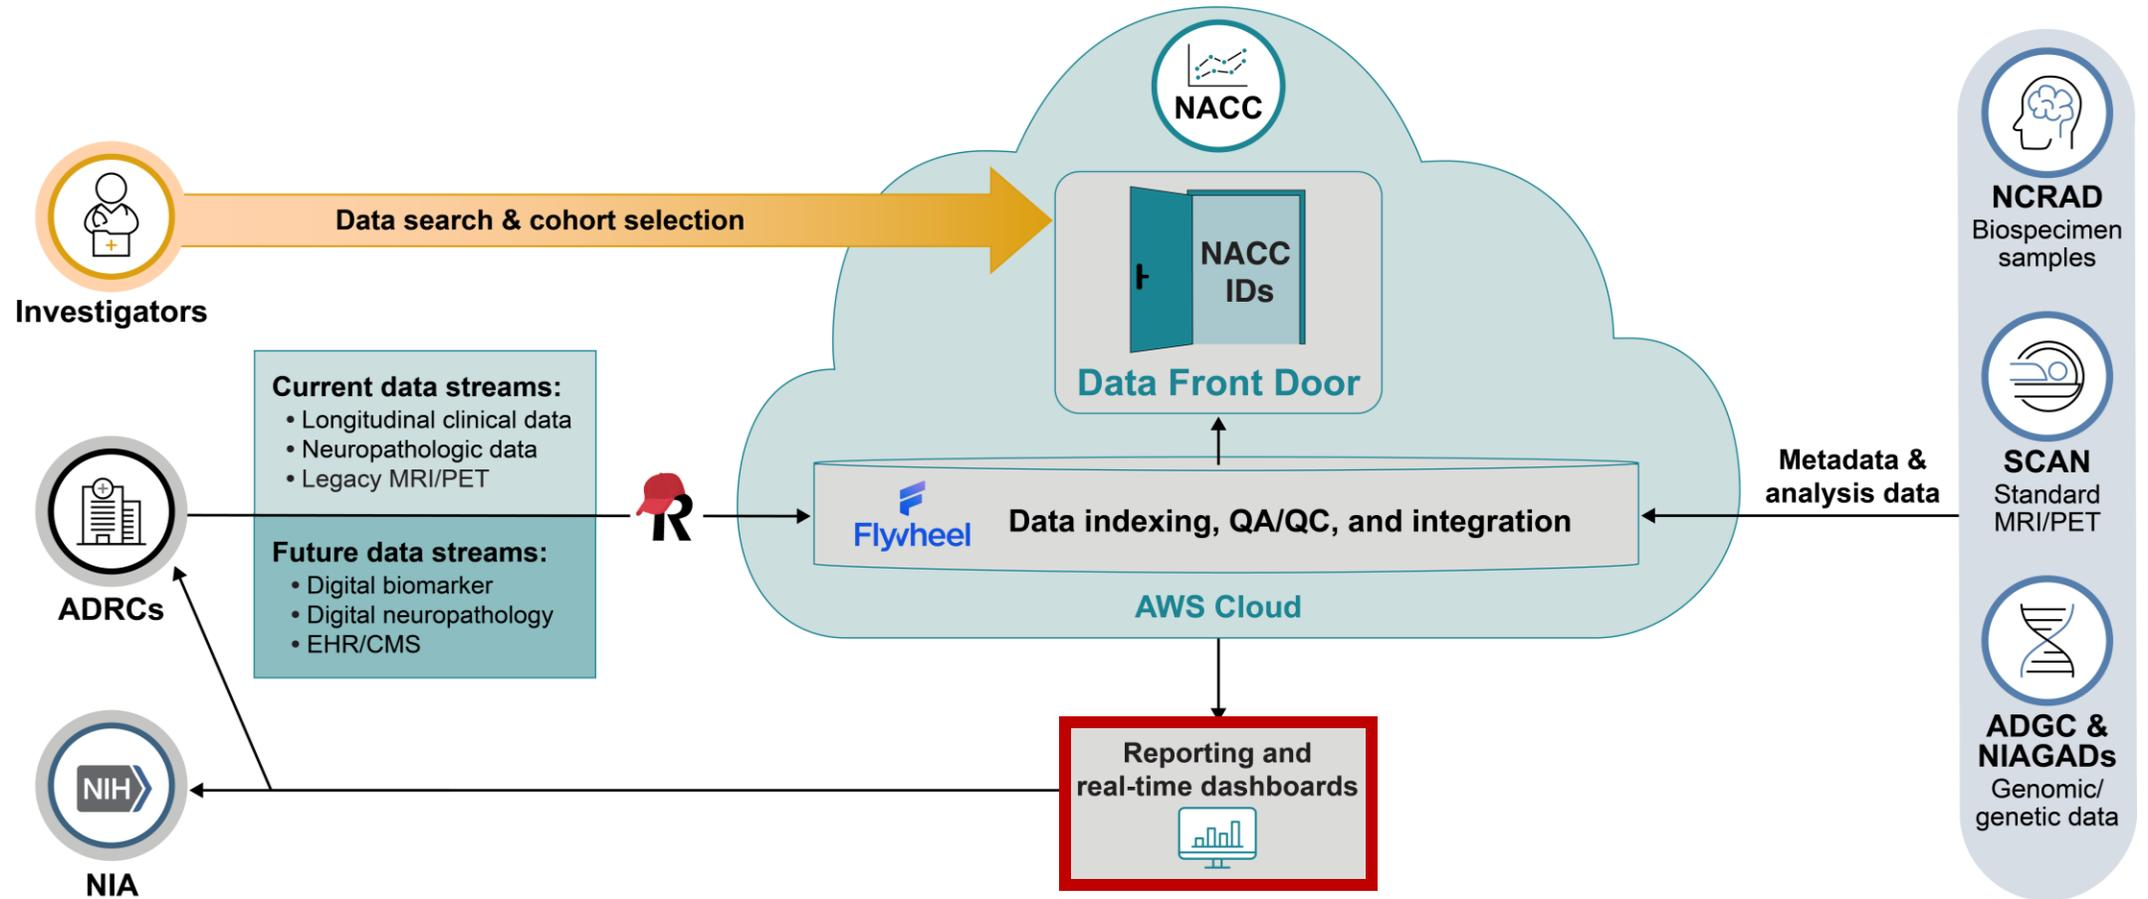 NACC
Data search & cohort selection
Investigators
NACC
IDs
Data Front Door
Current data streams:
• Longitudinal clinical data
• Neuropathologic data
• Legacy MRI/PET
Future data streams:
• Digital biomarker
• Digital neuropathology
• EHR/CMS
ADRCs
R
Flywheel
Data indexing, QA/QC, and integration
AWS Cloud
Metadata &
analysis data
NCRAD
Biospecimen
samples
SCAN
Standard
MRI/PET
ADGC &
NIAGADs
Genomic/
genetic data
Reporting and
real-time dashboards
NIH
NIA